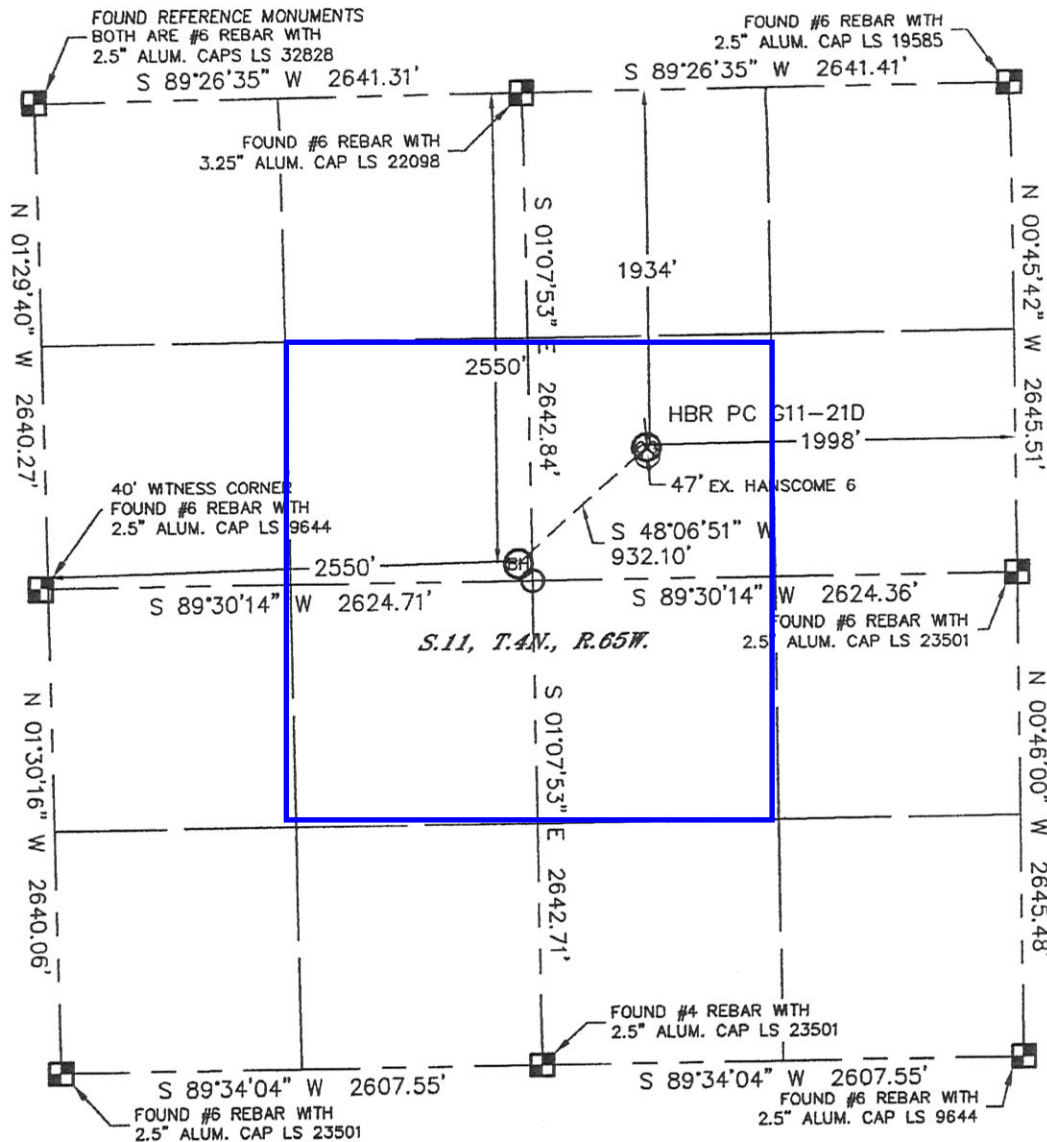 FOUND REFERENCE MONUMENTS
BOTH ARE #6 REBAR WITH
2.5" ALUM. CAPS LS 32828
S 89°26'35" W 2641.31'
FOUND #6 REBAR WITH
2.5" ALUM. CAP LS 19585
S 89°26'35" W 2641.41'
FOUND #6 REBAR WITH
3.25" ALUM. CAP LS 22098
N 01°29'40" W 2640.27'
S 01°07'53" E 2642.84'
N 00°45'42" W 2645.51'
1934'
2550'
HBR PC G11-21D
1998'
47' EX. HANSCOME 6
40' WITNESS CORNER
FOUND #6 REBAR WITH
2.5" ALUM. CAP LS 9644
S 48°06'51" W
932.10'
2550'
BH
S 89°30'14" W 2624.71'
S 89°30'14" W 2624.36'
FOUND #6 REBAR WITH
2.5" ALUM. CAP LS 23501
S.11, T.4N., R.65W.
N 01°30'16" W 2640.06'
S 01°07'53" E 2642.71'
N 00°46'00" W 2645.48'
FOUND #4 REBAR WITH
2.5" ALUM. CAP LS 23501
S 89°34'04" W 2607.55'
S 89°34'04" W 2607.55'
FOUND #6 REBAR WITH
2.5" ALUM. CAP LS 23501
FOUND #6 REBAR WITH
2.5" ALUM. CAP LS 9644